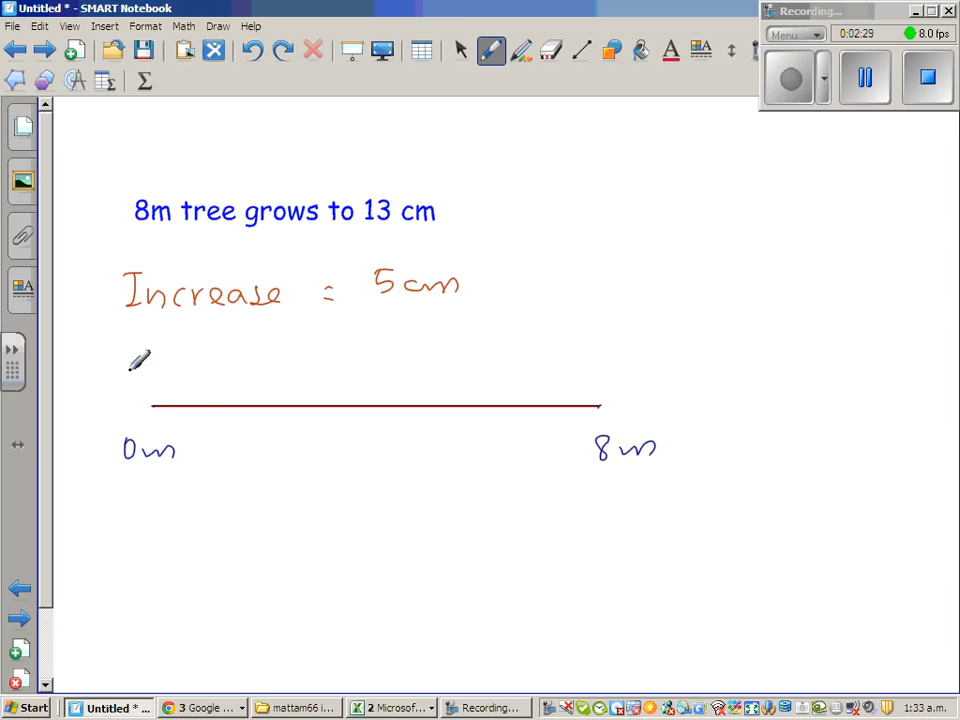 Untitled * - SMART Notebook
Recording...
File Edit View Insert Format Math Draw Help
Menu 0:02:29 8.0 fps
8m tree grows to 13 cm
Increase = 5cm
0m 8m
Start Untitled * ... 3 Google ... mattam66 i... 2 Microsof... Recording... 1:33 a.m.